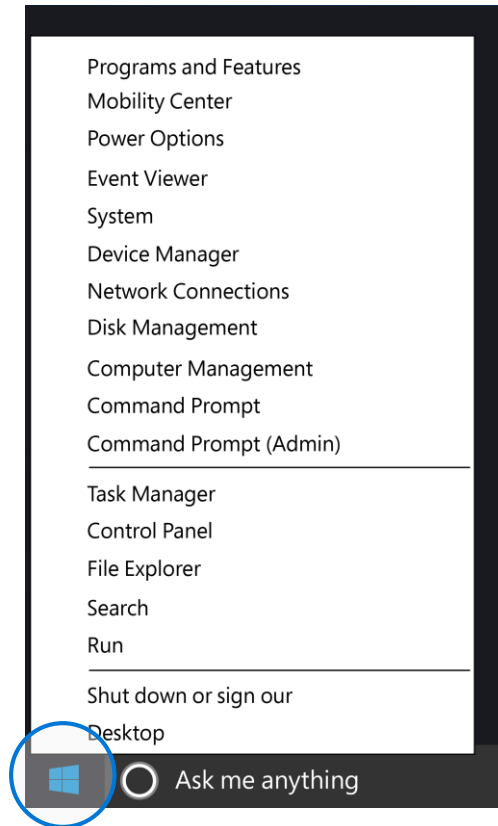 Programs and Features
Mobility Center
Power Options
Event Viewer
System
Device Manager
Network Connections
Disk Management
Computer Management
Command Prompt
Command Prompt (Admin)
Task Manager
Control Panel
File Explorer
Search
Run
Shut down or sign our
Desktop
Ask me anything